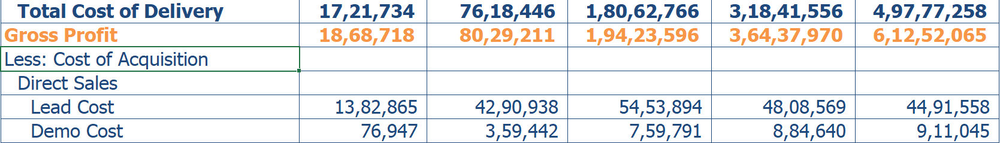 Total Cost of Delivery 17,21,734 76,18,446 1,80,62,766 3,18,41,556 4,97,77,258
Gross Profit 18,68,718 80,29,211 1,94,23,596 3,64,37,970 6,12,52,065
Less: Cost of Acquisition
Direct Sales
Lead Cost 13,82,865 42,90,938 54,53,894 48,08,569 44,91,558
Demo Cost 76,947 3,59,442 7,59,791 8,84,640 9,11,045